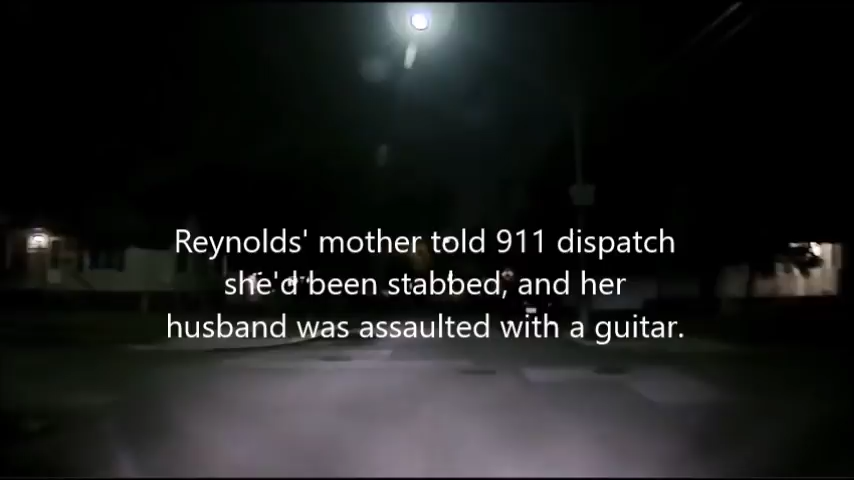 Reynolds' mother told 911 dispatch
she'd been stabbed, and her
husband was assaulted with a guitar.